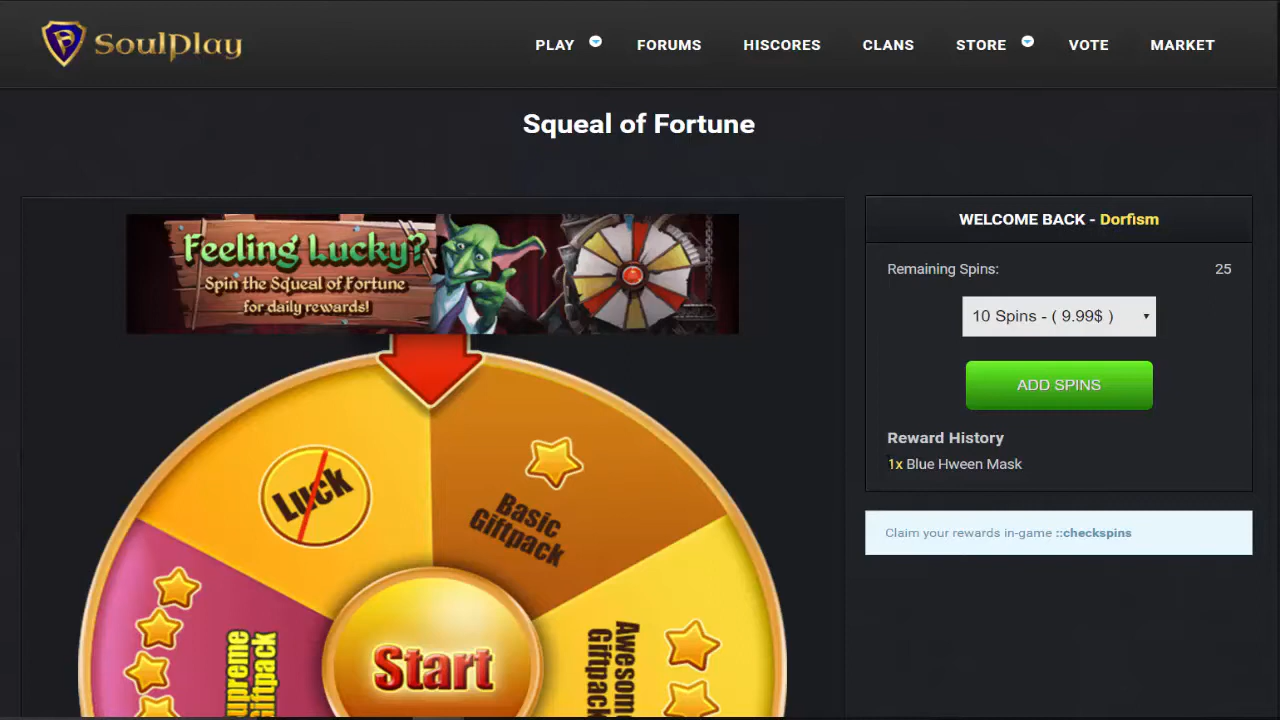 SoulPlay
PLAY
FORUMS
HISCORES
CLANS
STORE
VOTE
MARKET
Squeal of Fortune
Feeling Lucky?
Spin the Squeal of Fortune
for daily rewards!
Luck
Basic
Giftpack
Supreme
Giftpack
Awesome
Giftpack
Start
WELCOME BACK - Dorfism
Remaining Spins: 25
10 Spins - ( 9.99$ )
ADD SPINS
Reward History
1x Blue Hween Mask
Claim your rewards in-game ::checkspins